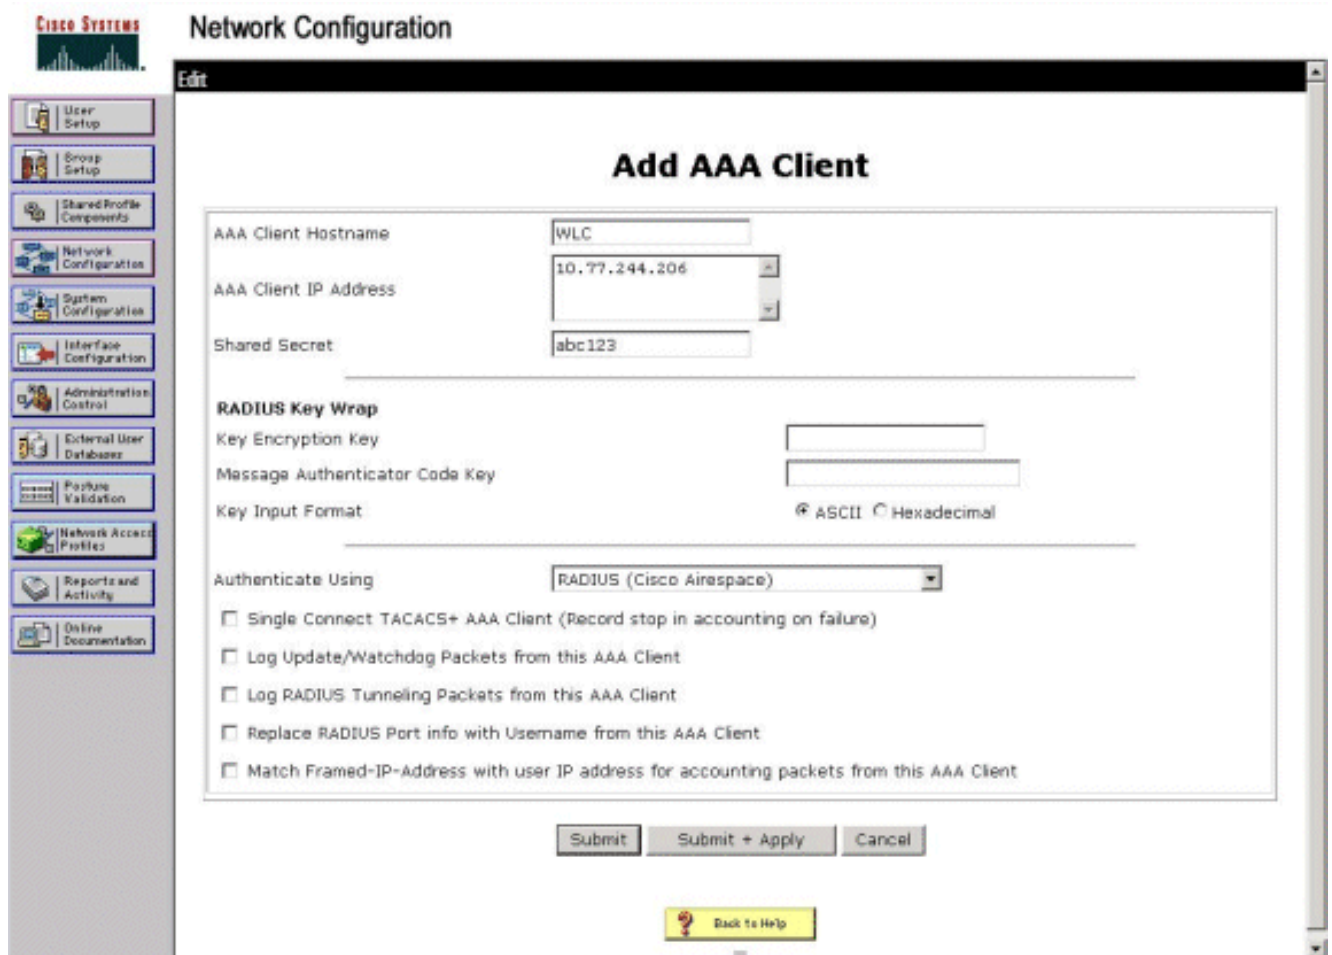 CISCO SYSTEMS
Network Configuration
Edit
User
Setup
Group
Setup
Shared Profile
Components
Network
Configuration
System
Configuration
Interface
Configuration
Administration
Control
External User
Databases
Posture
Validation
Network Access
Profiles
Reports and
Activity
Online
Documentation
Add AAA Client
AAA Client Hostname WLC
AAA Client IP Address 10.77.244.206
Shared Secret abc123
RADIUS Key Wrap
Key Encryption Key
Message Authenticator Code Key
Key Input Format ASCII Hexadecimal
Authenticate Using RADIUS (Cisco Airespace)
Single Connect TACACS+ AAA Client (Record stop in accounting on failure)
Log Update/Watchdog Packets from this AAA Client
Log RADIUS Tunneling Packets from this AAA Client
Replace RADIUS Port info with Username from this AAA Client
Match Framed-IP-Address with user IP address for accounting packets from this AAA Client
Submit Submit + Apply Cancel
? Back to Help